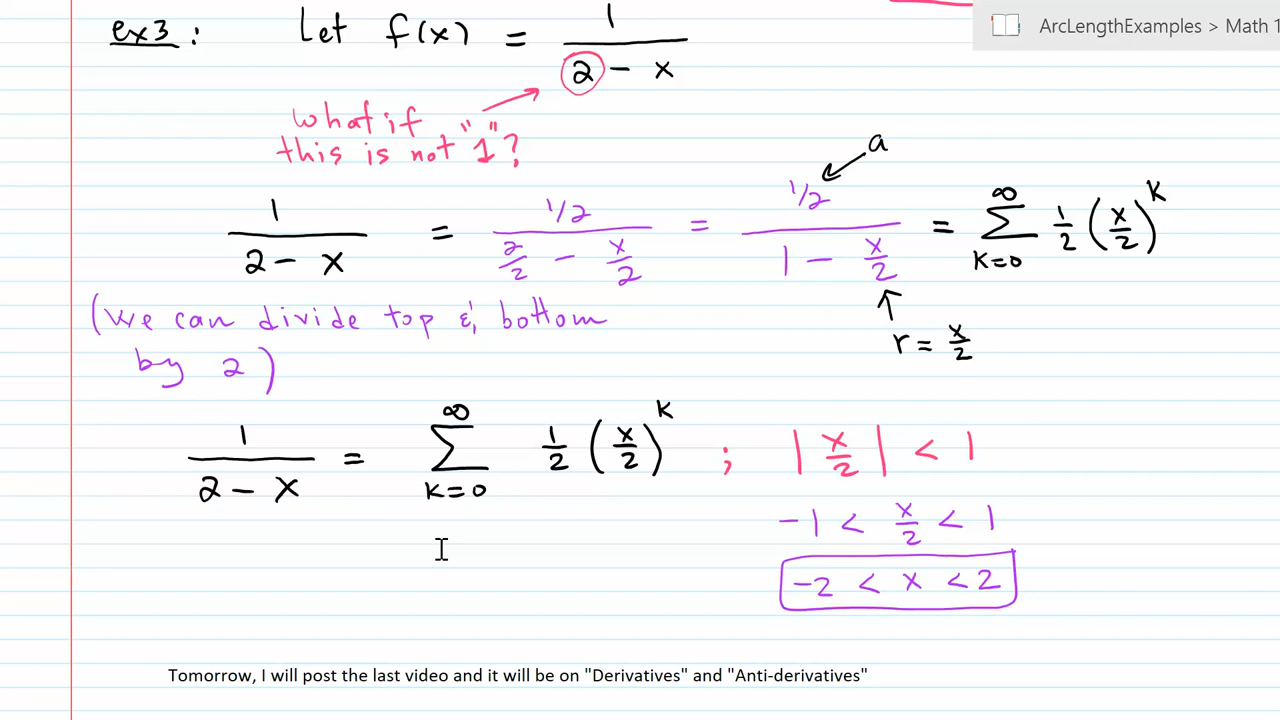 ArcLengthExamples > Math 1
ex3 : Let f(x) = 1/(2 - x)
What if
this is not "1"?
a
1/(2 - x) = (1/2)/(2/2 - x/2) = (1/2)/(1 - x/2) = ∑_{k=0}^{∞} 1/2 (x/2)^k
(We can divide top & bottom
by 2)
r = x/2
1/(2 - x) = ∑_{k=0}^{∞} 1/2 (x/2)^k ; |x/2| < 1
-1 < x/2 < 1
-2 < x < 2
Tomorrow, I will post the last video and it will be on "Derivatives" and "Anti-derivatives"